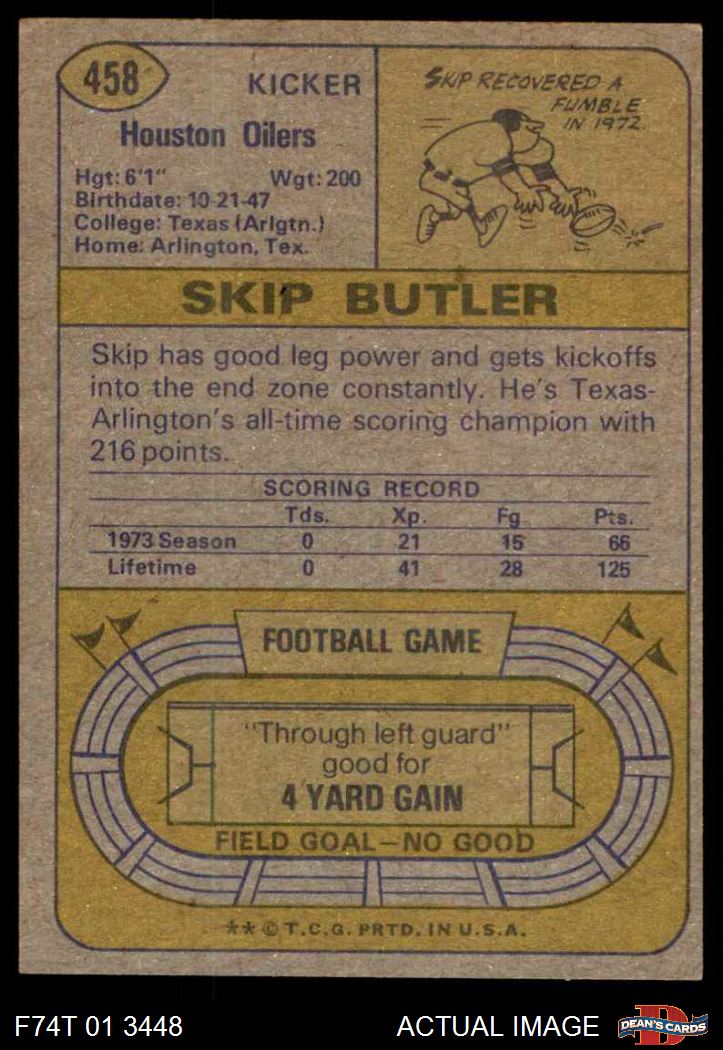 458
KICKER
Houston Oilers
Hgt: 6'1" Wgt: 200
Birthdate: 10-21-47
College: Texas (Arlgtn.)
Home: Arlington, Tex.
SKIP RECOVERED A
FUMBLE
IN 1972.
SKIP BUTLER
Skip has good leg power and gets kickoffs
into the end zone constantly. He's Texas-
Arlington's all-time scoring champion with
216 points.
SCORING RECORD
Tds. Xp. Fg Pts.
1973 Season 0 21 15 66
Lifetime 0 41 28 125
FOOTBALL GAME
"Through left guard"
good for
4 YARD GAIN
FIELD GOAL—NO GOOD
** © T.C.G. PRTD. IN U.S.A.
F74T 01 3448
ACTUAL IMAGE
D
DEAN'S CARDS